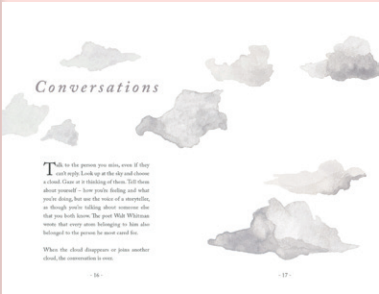 Conversations
Talk to the person you miss, even if they
can't reply. Look up at the sky and choose
a cloud. Gaze at it thinking of them. Tell them
about yourself – how you're feeling and what
you're doing, but use the voice of a storyteller,
as though you're talking about someone else
that you both know. The poet Walt Whitman
wrote that every atom belonging to him also
belonged to the person he most cared for.
When the cloud disappears or joins another
cloud, the conversation is over.
- 16 -
- 17 -